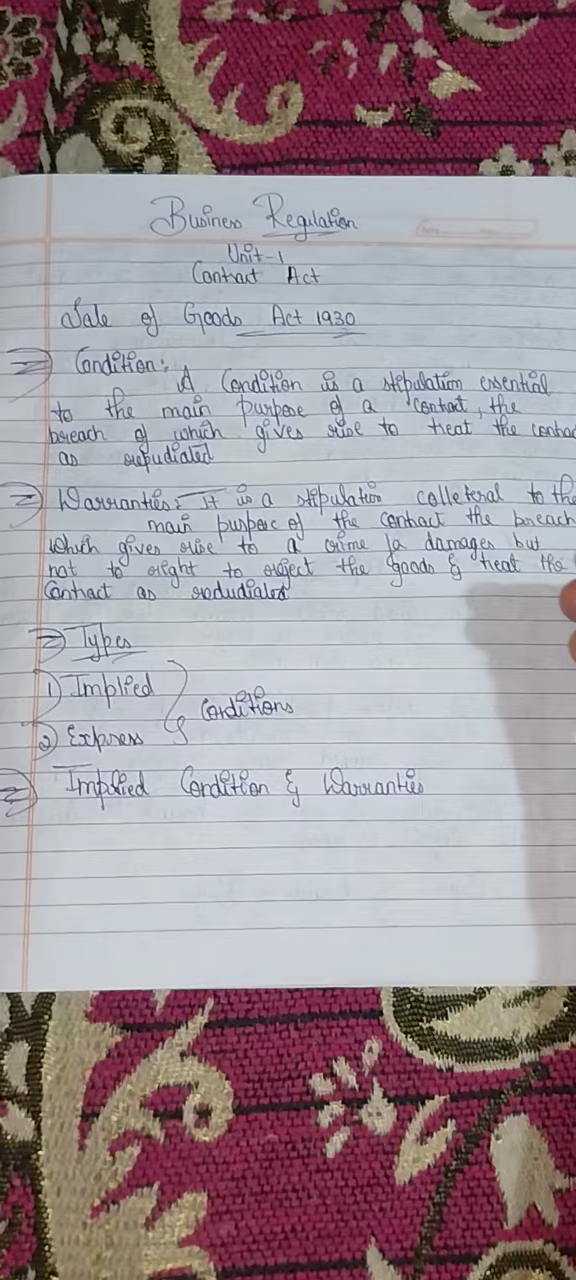 Business Regulation
Unit-1
Contract Act
Sale of Goods Act 1930
⇒ Condition:
A Condition is a stipulation essential
to the main purpose of a contract, the
breach of which gives rise to treat the contrac
as repudiated
⇒ Warranties:- It is a stipulation colleteral to the
main purpose of the contract the breach
which gives rise to a crime fa damages but
not to right to reject the goods & treat the
Contract as redudiated
⇒ Types
1) Implied
Conditions
2) Express
⇒ Implied Condition & Warranties